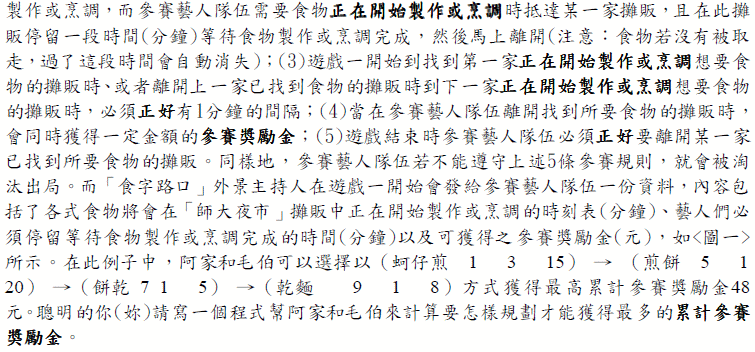 製作或烹調,而參賽藝人隊伍需要食物正在開始製作或烹調時抵達某一家攤販,且在此攤
販停留一段時間(分鐘)等待食物製作或烹調完成,然後馬上離開(注意:食物若沒有被取
走,過了這段時間會自動消失);(3)遊戲一開始到找到第一家正在開始製作或烹調想要食
物的攤販時、或者離開上一家已找到食物的攤販時到下一家正在開始製作或烹調想要食物
的攤販時,必須正好有1分鐘的間隔;(4)當在參賽藝人隊伍離開找到所要食物的攤販時,
會同時獲得一定金額的參賽獎勵金;(5)遊戲結束時參賽藝人隊伍必須正好要離開某一家
已找到所要食物的攤販。同樣地,參賽藝人隊伍若不能遵守上述5條參賽規則,就會被淘
汰出局。而「食字路口」外景主持人在遊戲一開始會發給參賽藝人隊伍一份資料,內容包
括了各式食物將會在「師大夜市」攤販中正在開始製作或烹調的時刻表(分鐘)、藝人們必
須停留等待食物製作或烹調完成的時間(分鐘)以及可獲得之參賽獎勵金(元),如<圖一>
所示。在此例子中,阿家和毛伯可以選擇以(蚵仔煎 1 3 15) → (煎餅 5 1
20) →(餅乾 7 1 5) →(乾麵 9 1 8) 方式獲得最高累計參賽獎勵金48
元。聰明的你(妳)請寫一個程式幫阿家和毛伯來計算要怎樣規劃才能獲得最多的累計參賽
獎勵金。